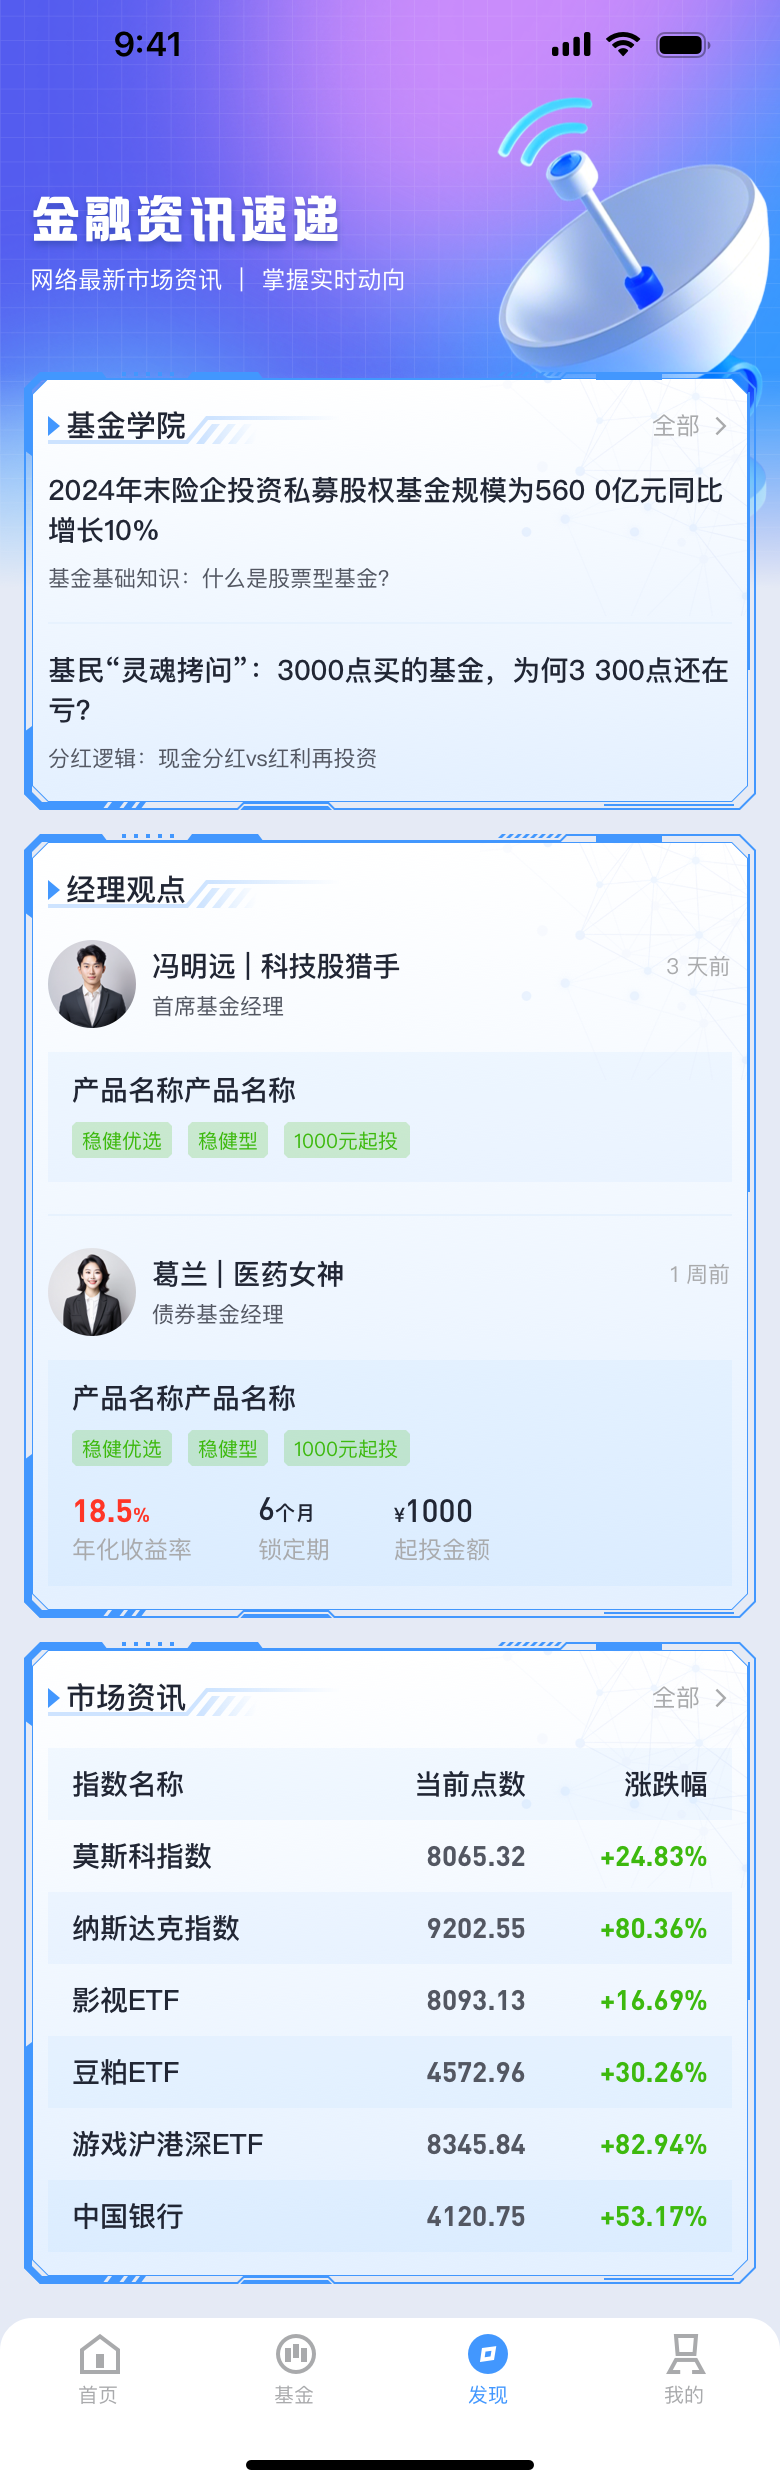 9:41
金融资讯速递
网络最新市场资讯 | 掌握实时动向
基金学院
全部
2024年末险企投资私募股权基金规模为560 0亿元同比
增长10%
基金基础知识：什么是股票型基金?
基民“灵魂拷问”：3000点买的基金，为何3 300点还在
亏?
分红逻辑：现金分红vs红利再投资
经理观点
冯明远 | 科技股猎手
3 天前
首席基金经理
产品名称产品名称
稳健优选 稳健型 1000元起投
葛兰 | 医药女神
1 周前
债券基金经理
产品名称产品名称
稳健优选 稳健型 1000元起投
18.5% 6个月 ¥1000
年化收益率 锁定期 起投金额
市场资讯
全部
指数名称 当前点数 涨跌幅
莫斯科指数 8065.32 +24.83%
纳斯达克指数 9202.55 +80.36%
影视ETF 8093.13 +16.69%
豆粕ETF 4572.96 +30.26%
游戏沪港深ETF 8345.84 +82.94%
中国银行 4120.75 +53.17%
首页 基金 发现 我的